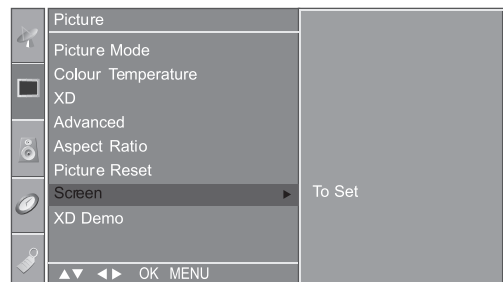 Picture
Picture Mode
Colour Temperature
XD
Advanced
Aspect Ratio
Picture Reset
Screen ► To Set
XD Demo
▲▼ ◄► OK MENU